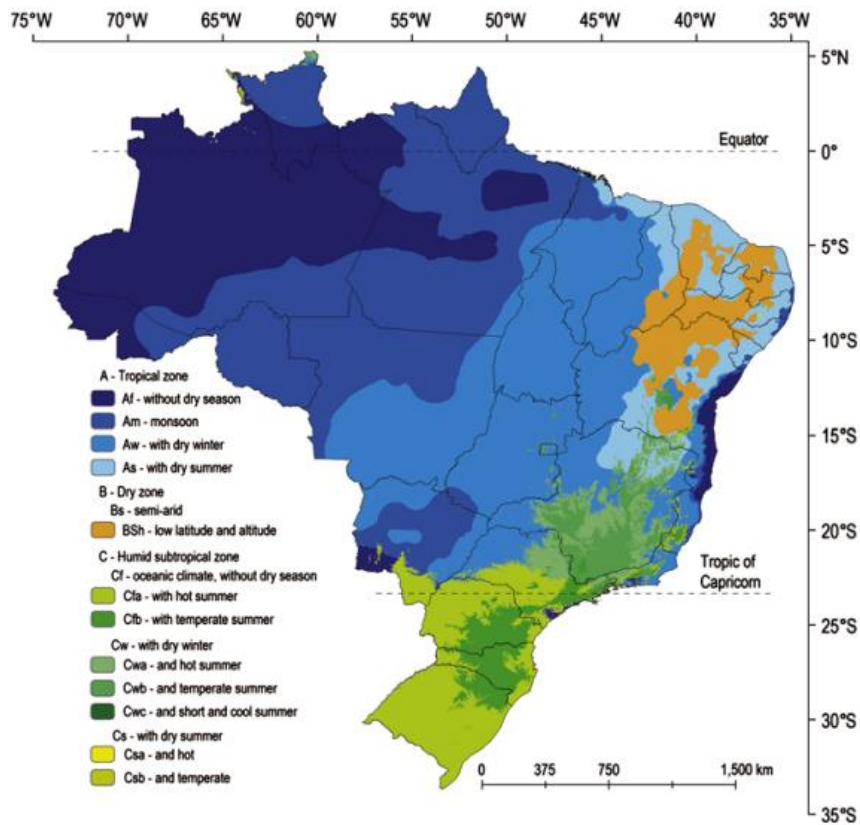 75°W 70°W 65°W 60°W 55°W 50°W 45°W 40°W 35°W
5°N
Equator
0°
5°S
10°S
A - Tropical zone
Af - without dry season
Am - monsoon
Aw - with dry winter
As - with dry summer
15°S
B - Dry zone
Bs - semi-arid
BSh - low latitude and altitude
20°S
C - Humid subtropical zone
Cf - oceanic climate, without dry season
Cfa - with hot summer
Cfb - with temperate summer
Tropic of
Capricorn
25°S
Cw - with dry winter
Cwa - and hot summer
Cwb - and temperate summer
Cwc - and short and cool summer
30°S
Cs - with dry summer
Csa - and hot
Csb - and temperate
0 375 750 1,500 km
35°S